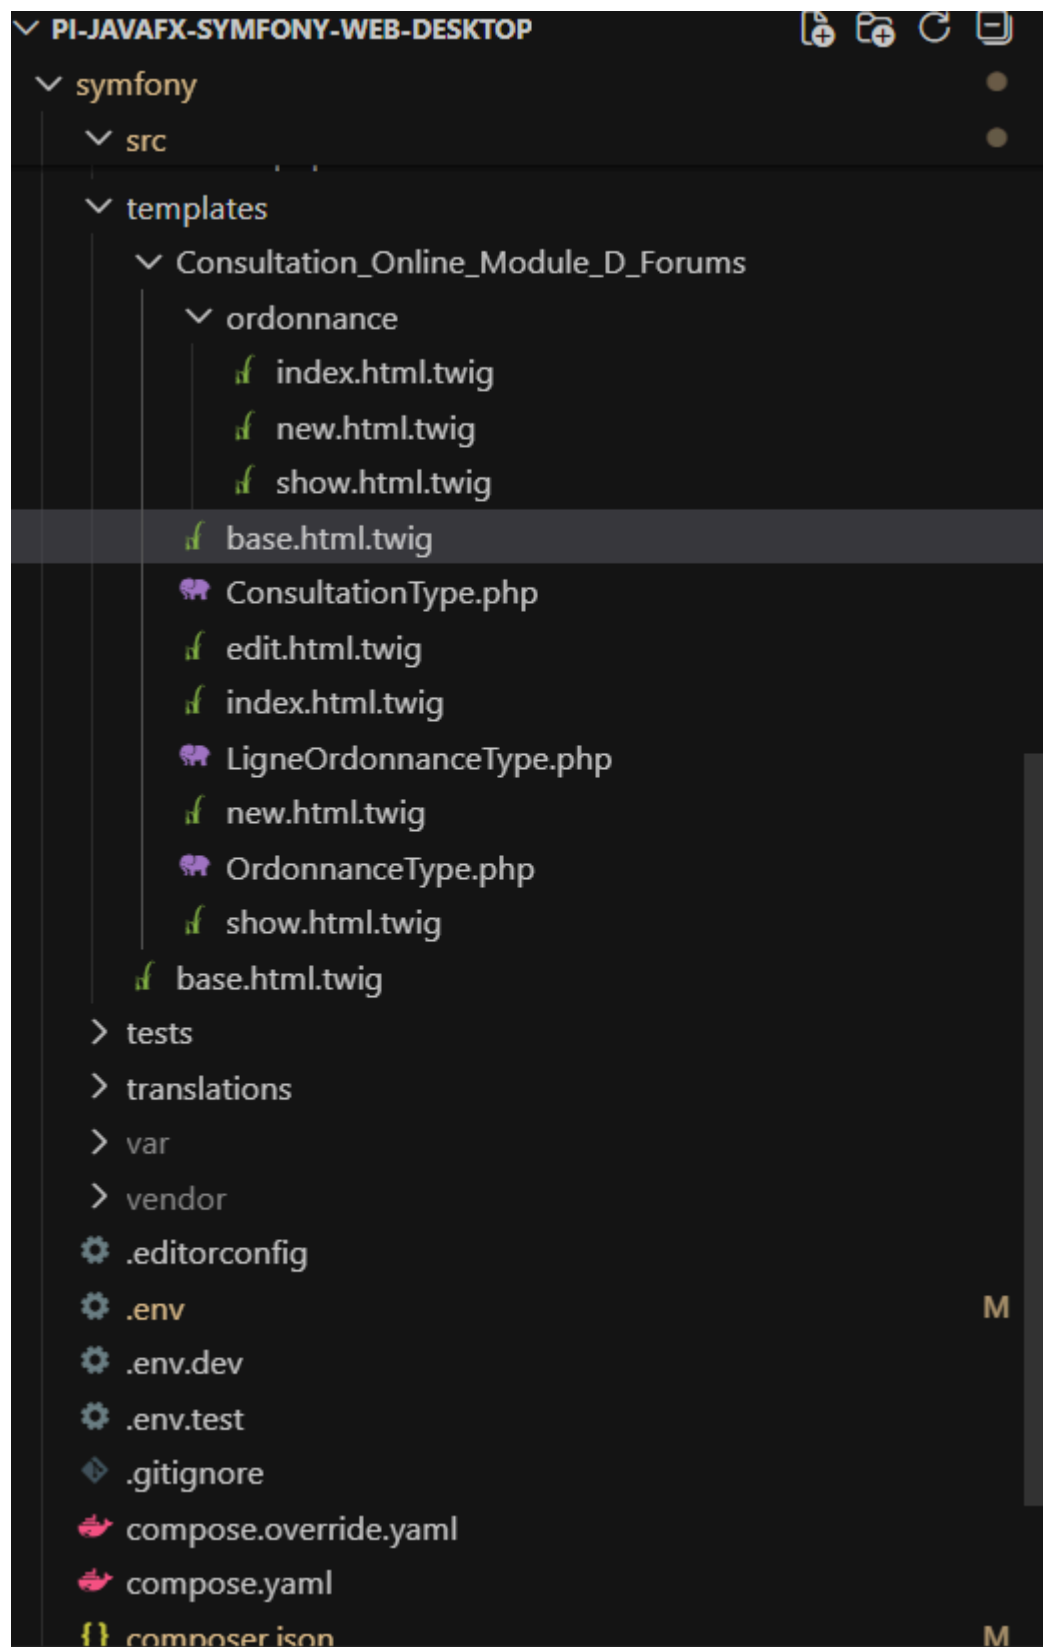 PI-JAVAFX-SYMFONY-WEB-DESKTOP
symfony
src
templates
Consultation_Online_Module_D_Forums
ordonnance
index.html.twig
new.html.twig
show.html.twig
base.html.twig
ConsultationType.php
edit.html.twig
index.html.twig
LigneOrdonnanceType.php
new.html.twig
OrdonnanceType.php
show.html.twig
base.html.twig
tests
translations
var
vendor
.editorconfig
.env M
.env.dev
.env.test
.gitignore
compose.override.yaml
compose.yaml
{} composer.json M